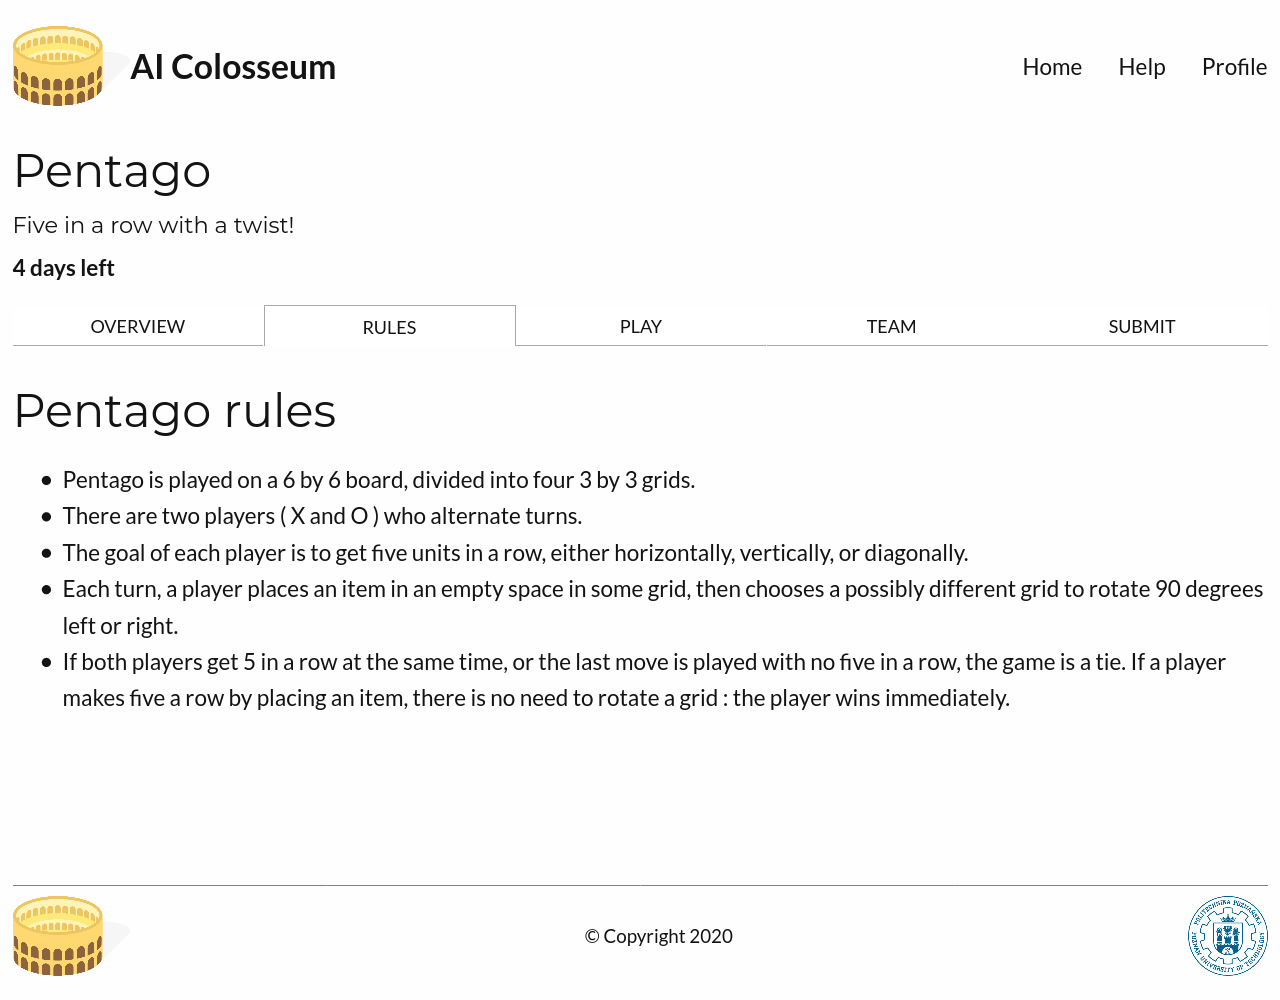 AI Colosseum
Home Help Profile
Pentago
Five in a row with a twist!
4 days left
OVERVIEW RULES PLAY TEAM SUBMIT
Pentago rules
• Pentago is played on a 6 by 6 board, divided into four 3 by 3 grids.
• There are two players ( X and O ) who alternate turns.
• The goal of each player is to get five units in a row, either horizontally, vertically, or diagonally.
• Each turn, a player places an item in an empty space in some grid, then chooses a possibly different grid to rotate 90 degrees
left or right.
• If both players get 5 in a row at the same time, or the last move is played with no five in a row, the game is a tie. If a player
makes five a row by placing an item, there is no need to rotate a grid : the player wins immediately.
© Copyright 2020
POLITECHNIKA POZNAŃSKA
POZNAN UNIVERSITY OF TECHNOLOGY